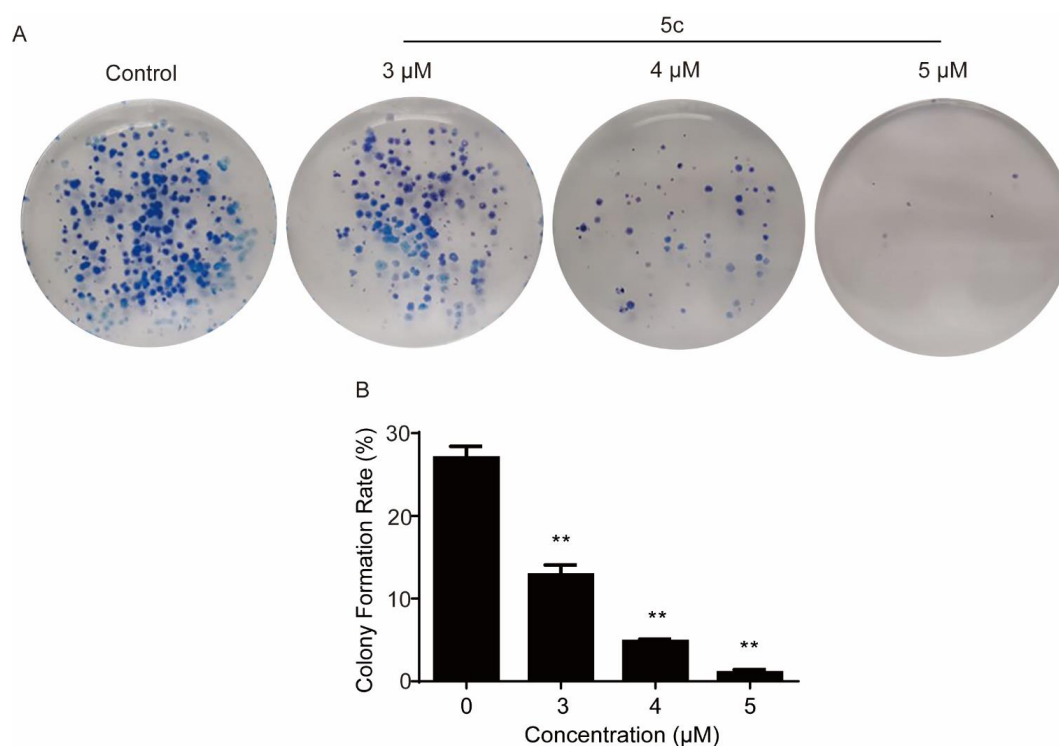 A
5c
Control
3 μM
4 μM
5 μM
B
Colony Formation Rate (%)
30
20
10
0
**
**
**
0
3
4
5
Concentration (μM)